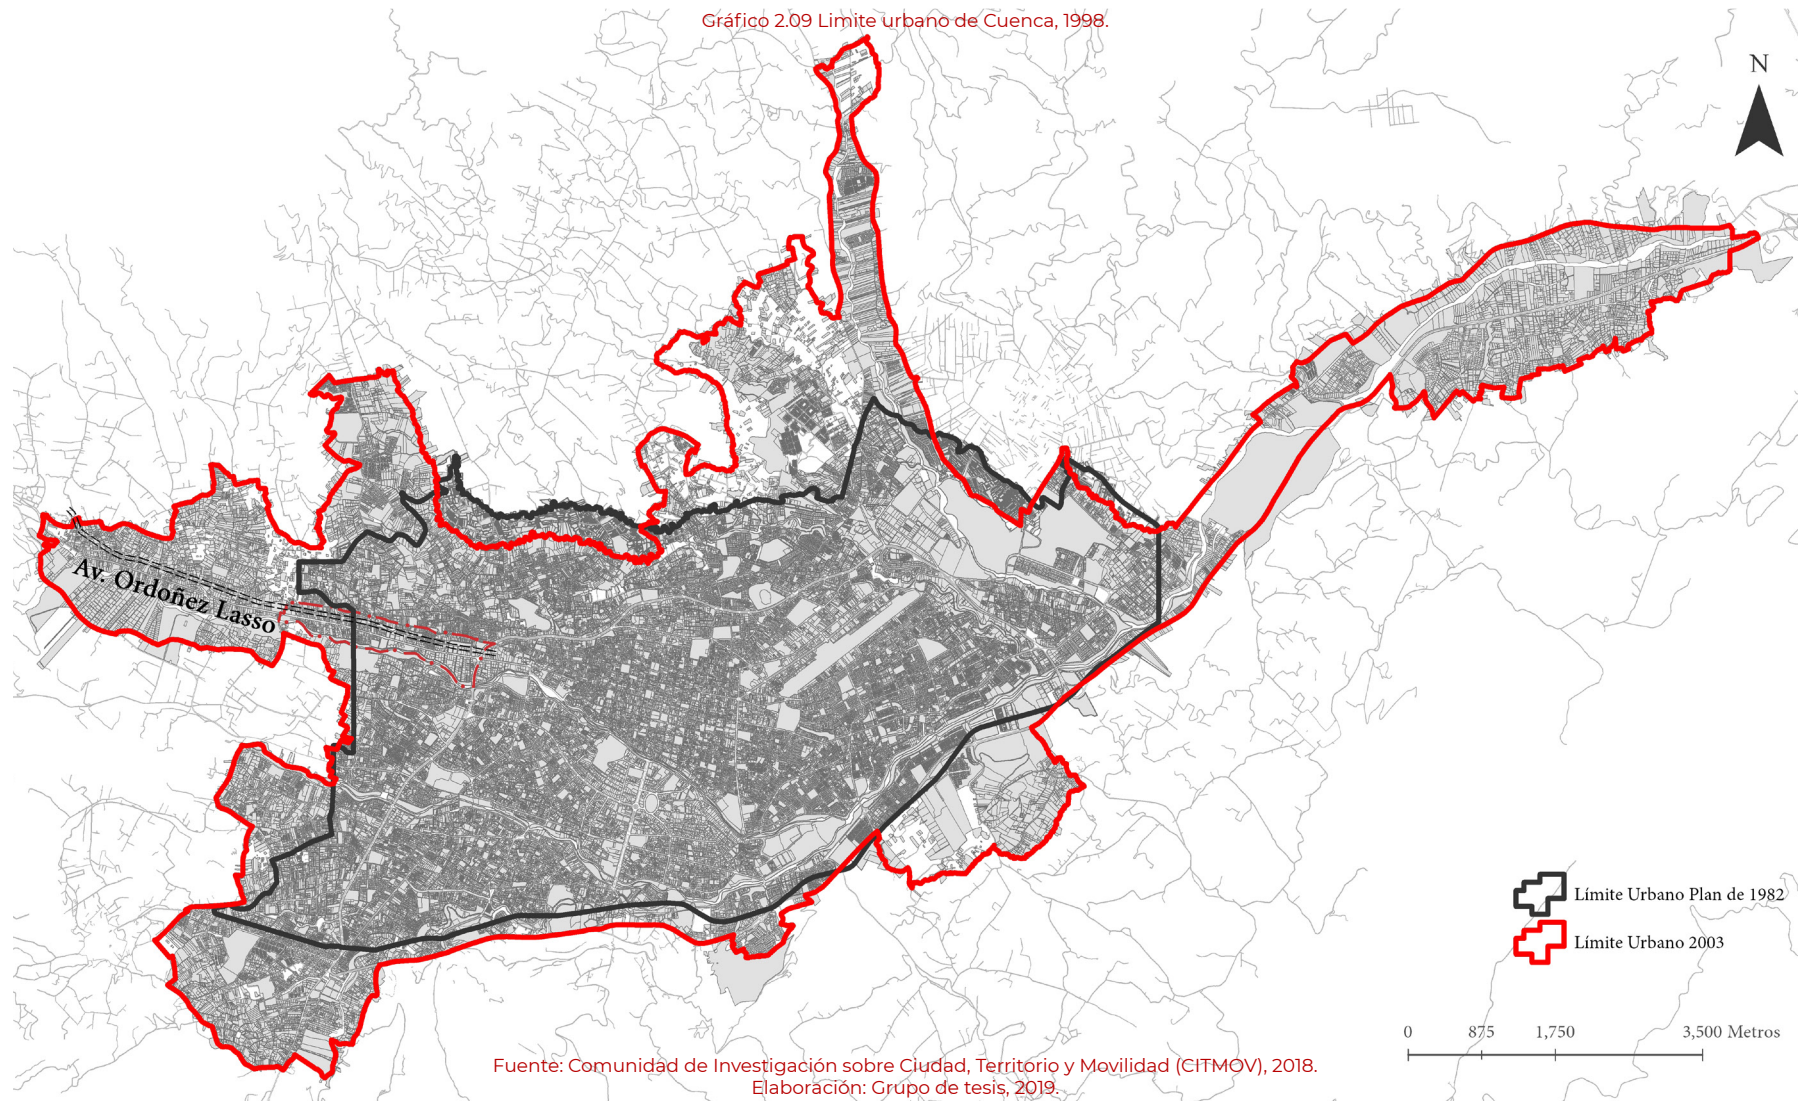 Gráfico 2.09 Limite urbano de Cuenca, 1998.
N
Av. Ordoñez Lasso
Límite Urbano Plan de 1982
Límite Urbano 2003
0 875 1,750 3,500 Metros
Fuente: Comunidad de Investigación sobre Ciudad, Territorio y Movilidad (CITMOV), 2018.
Elaboración: Grupo de tesis, 2019.